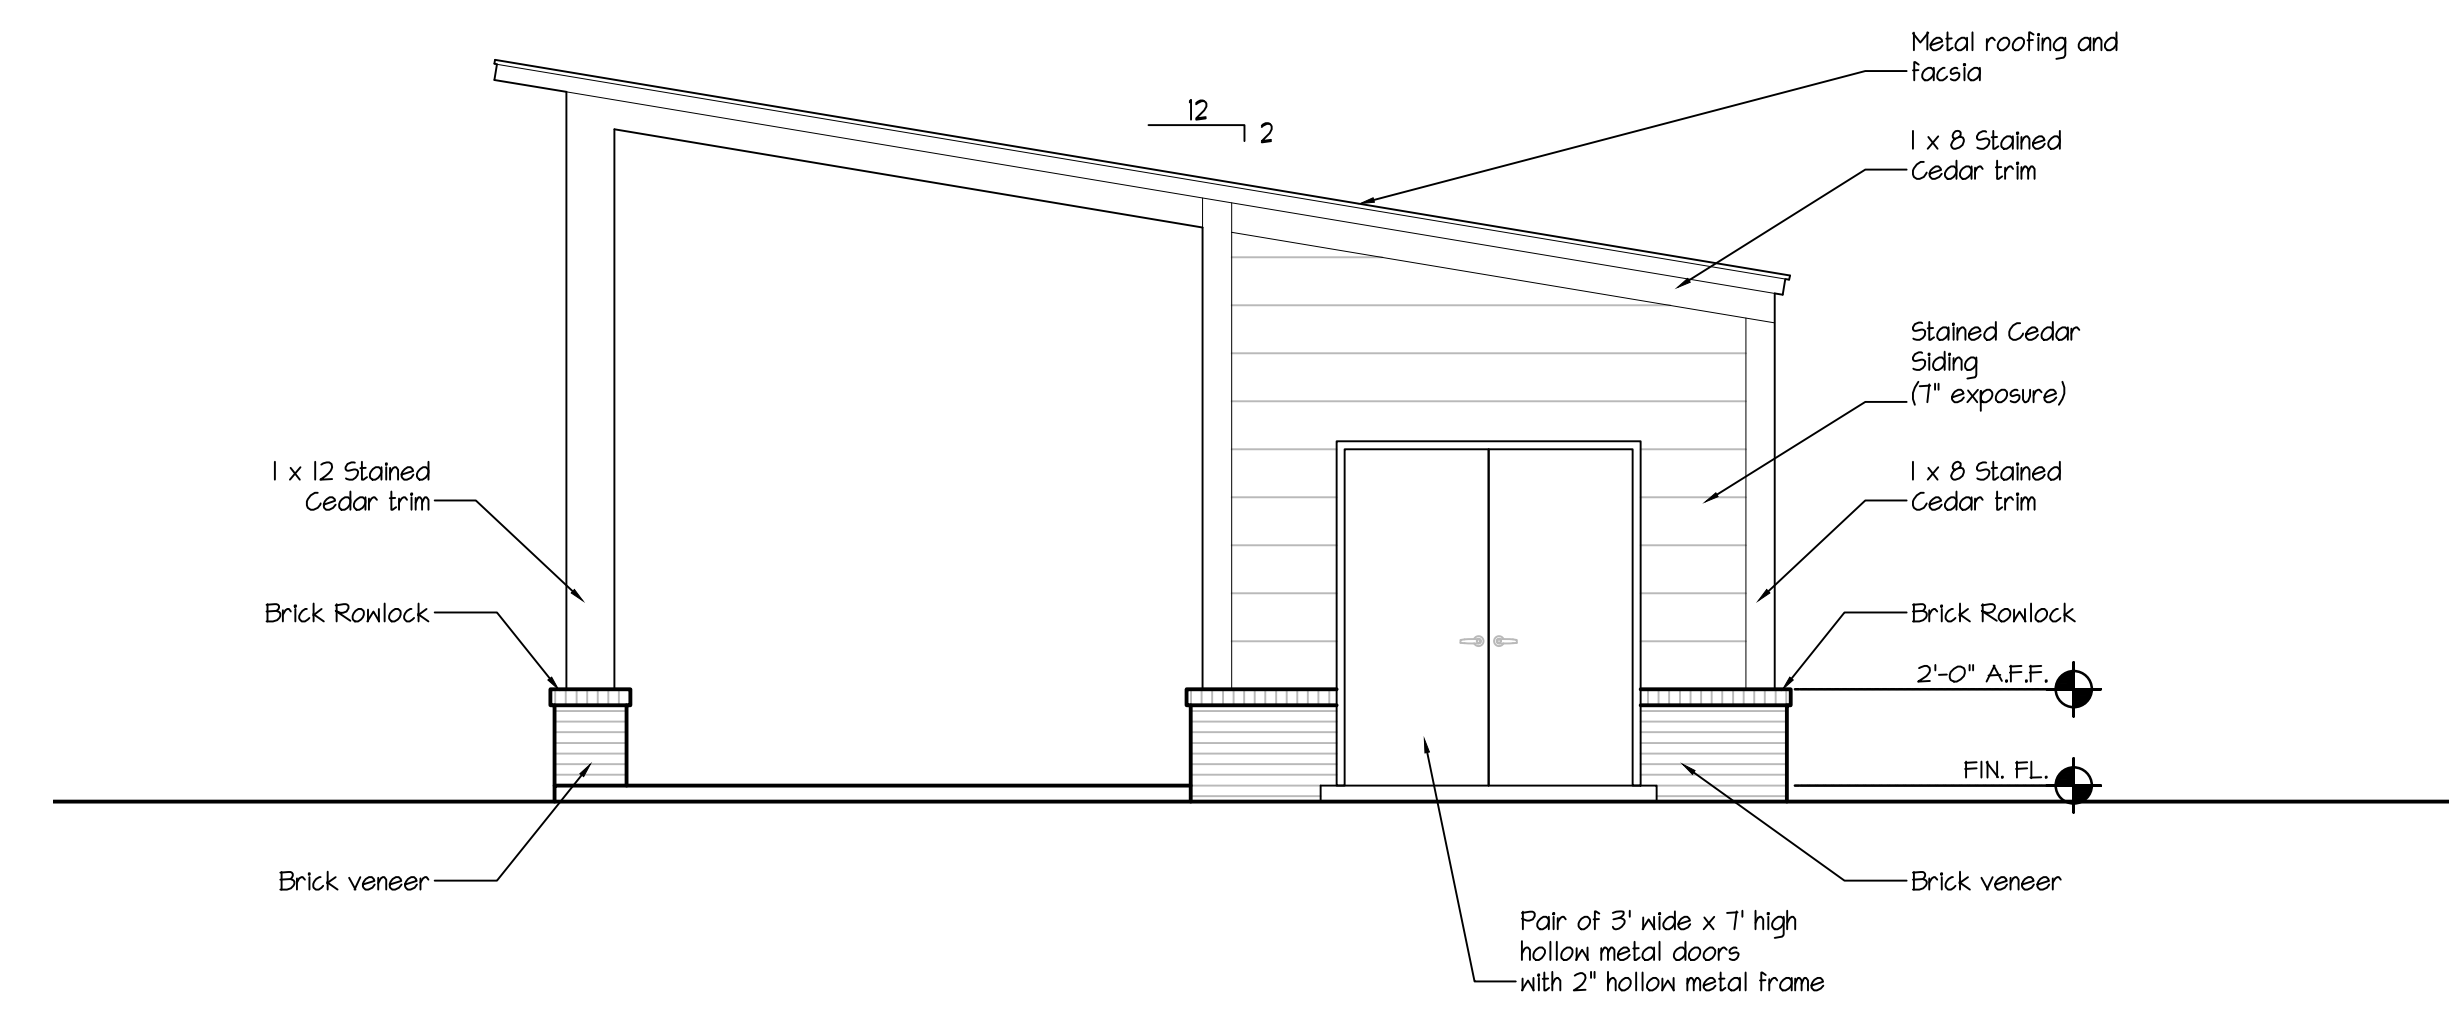 Metal roofing and
facsia
12
2
1 x 8 Stained
Cedar trim
Stained Cedar
Siding
(7" exposure)
1 x 12 Stained
Cedar trim
1 x 8 Stained
Cedar trim
Brick Rowlock
Brick Rowlock
2'-0" A.F.F.
FIN. FL.
Brick veneer
Brick veneer
Pair of 3' wide x 7' high
hollow metal doors
with 2" hollow metal frame